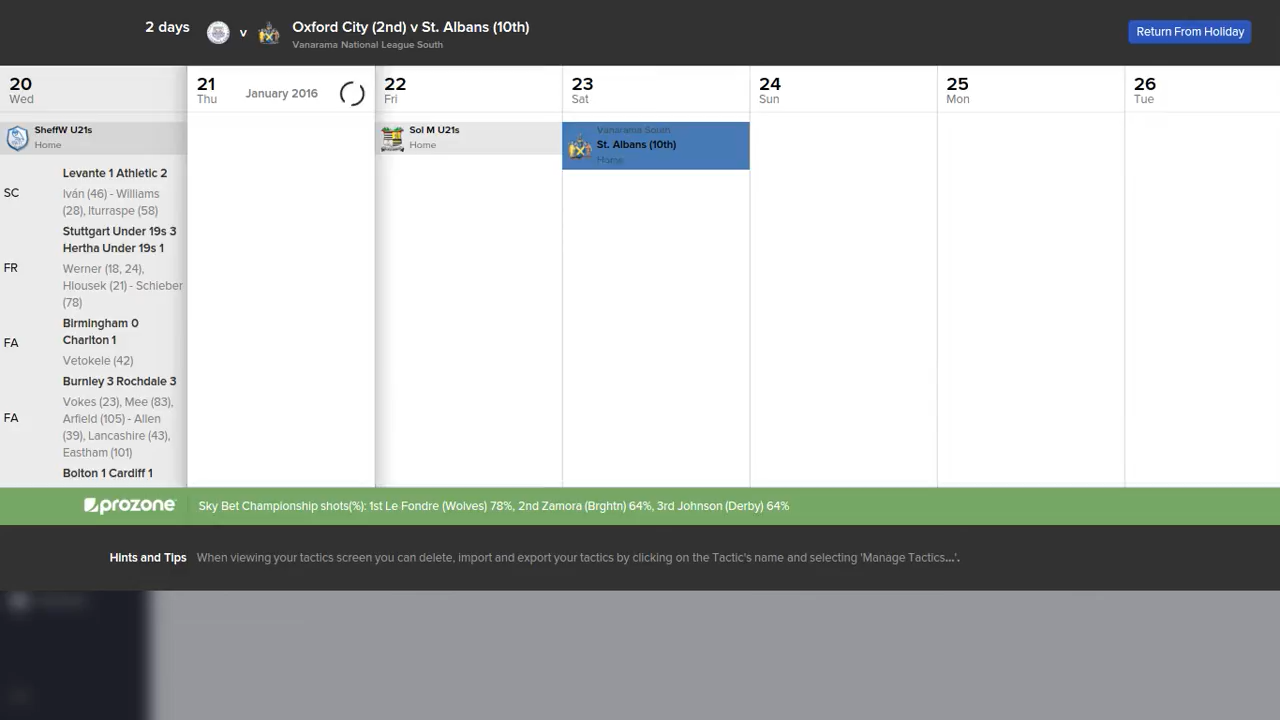 2 days
v
Oxford City (2nd) v St. Albans (10th)
Vanarama National League South
Return From Holiday
20
Wed
21
Thu
January 2016
22
Fri
23
Sat
24
Sun
25
Mon
26
Tue
SheffW U21s
Home
SC
Levante 1 Athletic 2
Iván (46) - Williams
(28), Iturraspe (58)
FR
Stuttgart Under 19s 3
Hertha Under 19s 1
Werner (18, 24),
Hlousek (21) - Schieber
(78)
FA
Birmingham 0
Charlton 1
Vetokele (42)
FA
Burnley 3 Rochdale 3
Vokes (23), Mee (83),
Arfield (105) - Allen
(39), Lancashire (43),
Eastham (101)
Bolton 1 Cardiff 1
Sol M U21s
Home
Vanarama South
St. Albans (10th)
Home
prozone
Sky Bet Championship shots(%): 1st Le Fondre (Wolves) 78%, 2nd Zamora (Brghtn) 64%, 3rd Johnson (Derby) 64%
Hints and Tips
When viewing your tactics screen you can delete, import and export your tactics by clicking on the Tactic's name and selecting 'Manage Tactics...'.